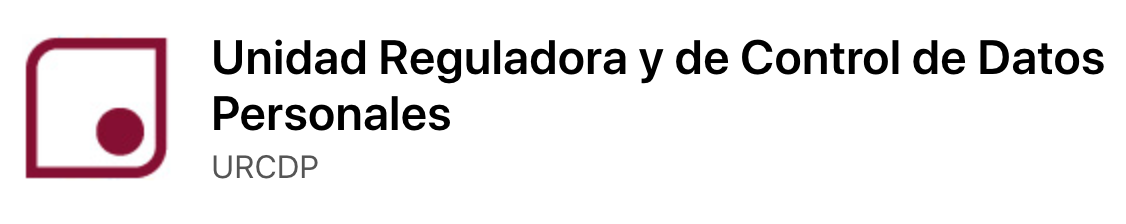 Unidad Reguladora y de Control de Datos
Personales
URCDP